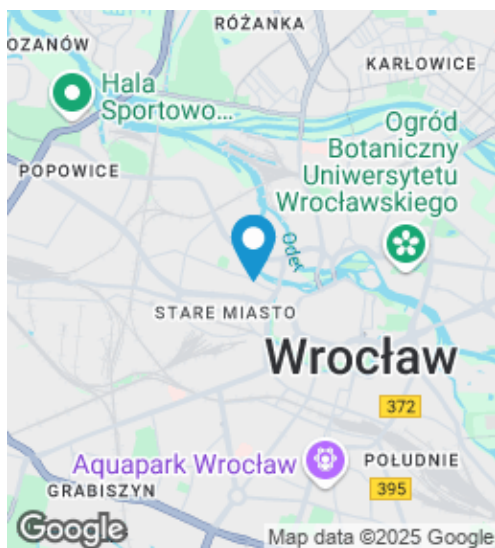 RÓŻANKA
OZANÓW
KARŁOWICE
Hala
Sportowo...
Ogród
Botaniczny
Uniwersytetu
Wrocławskiego
POPOWICE
Ode
STARE MIASTO
Wrocław
372
Aquapark Wrocław
POŁUDNIE
395
GRABISZYN
Google
Map data ©2025 Google